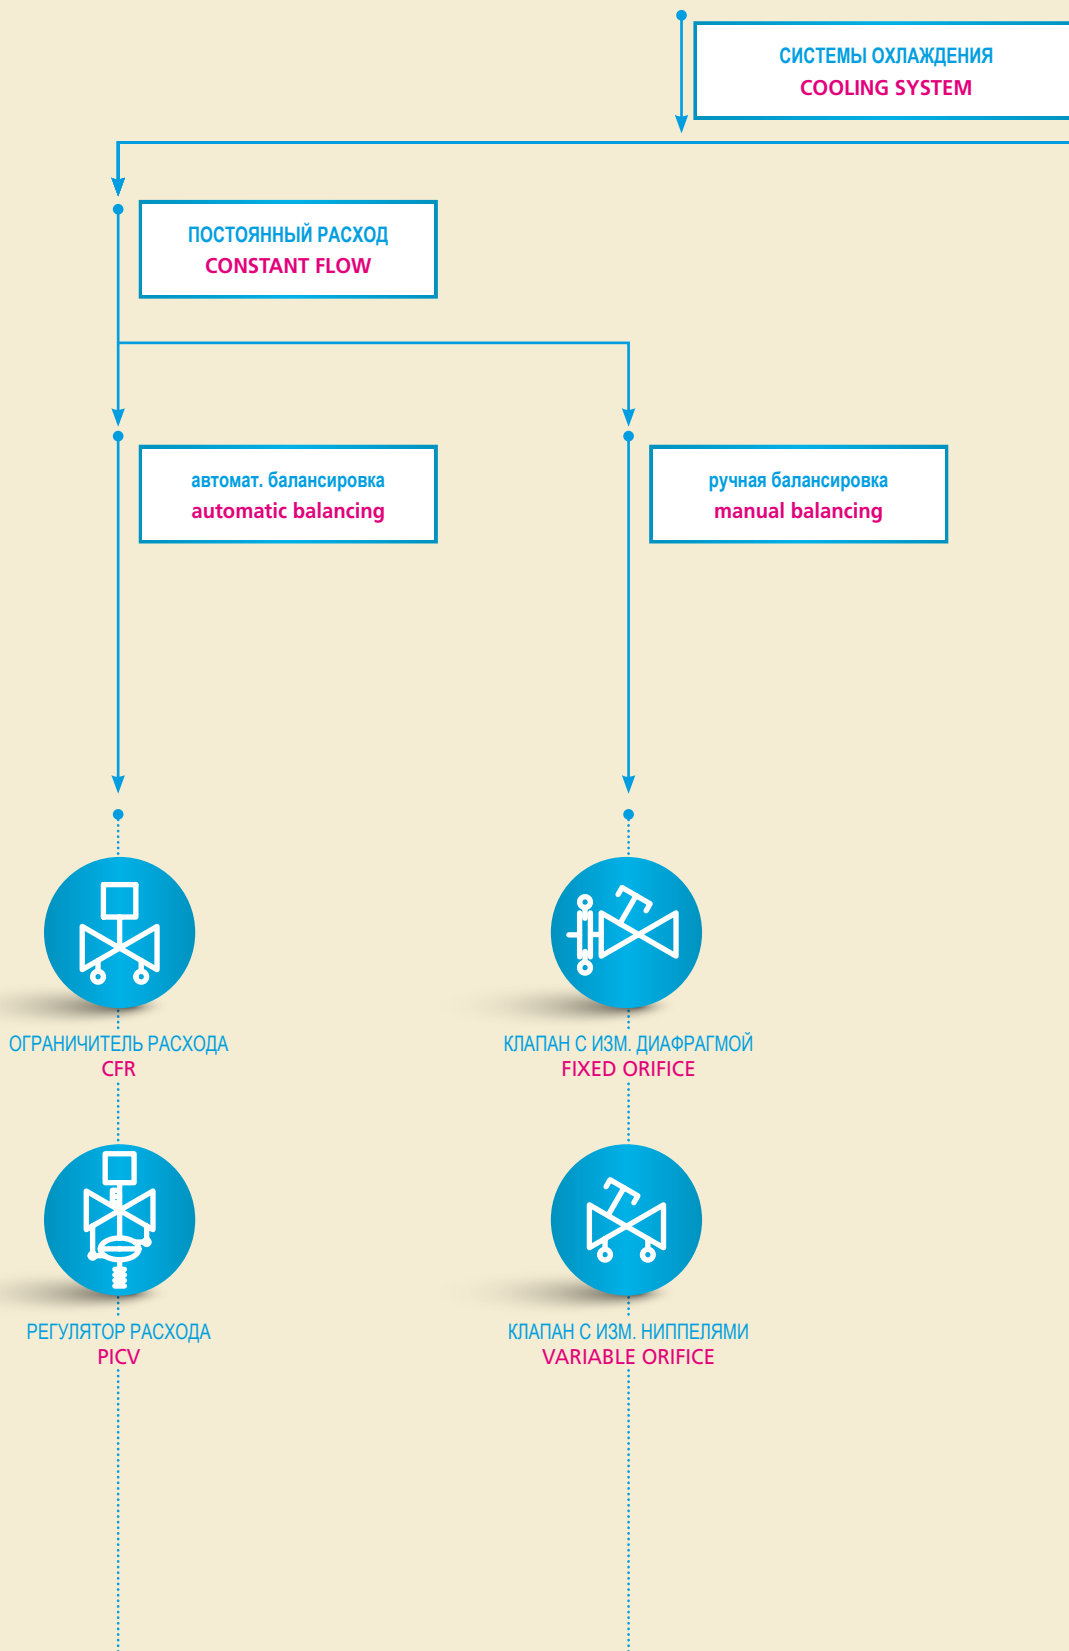 СИСТЕМЫ ОХЛАЖДЕНИЯ
COOLING SYSTEM
ПОСТОЯННЫЙ РАСХОД
CONSTANT FLOW
автомат. балансировка
automatic balancing
ручная балансировка
manual balancing
ОГРАНИЧИТЕЛЬ РАСХОДА
CFR
КЛАПАН С ИЗМ. ДИАФРАГМОЙ
FIXED ORIFICE
РЕГУЛЯТОР РАСХОДА
PICV
КЛАПАН С ИЗМ. НИППЕЛЯМИ
VARIABLE ORIFICE